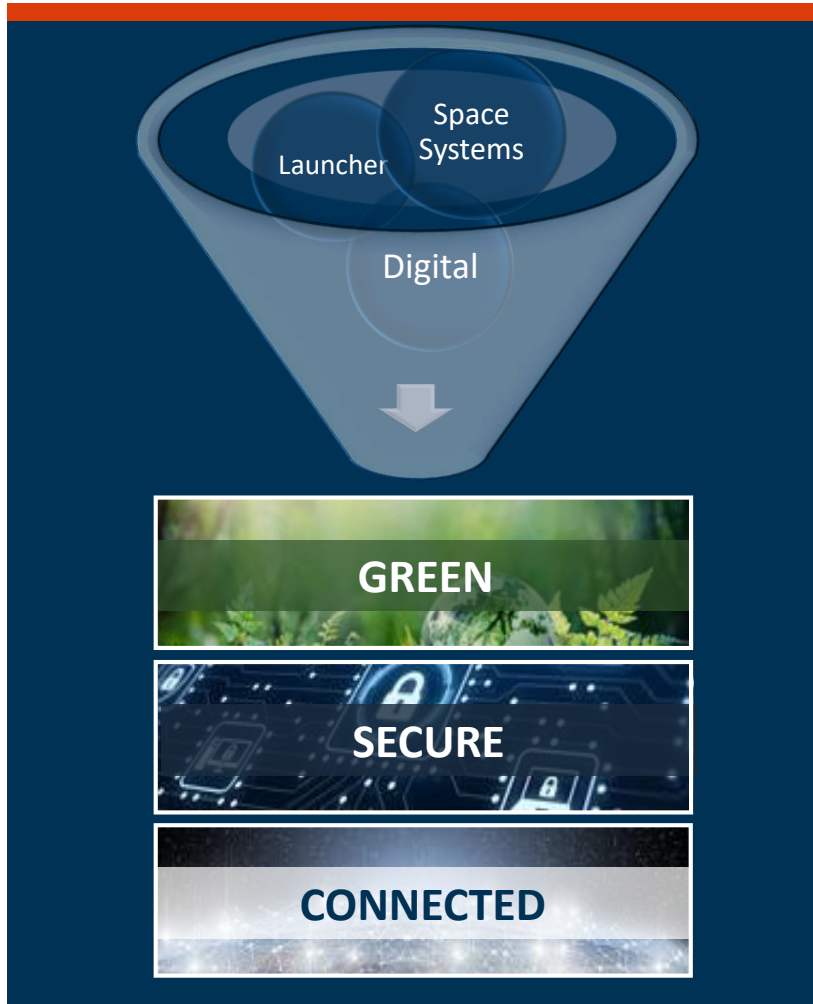 Space
Systems
Launcher
Digital
GREEN
SECURE
CONNECTED